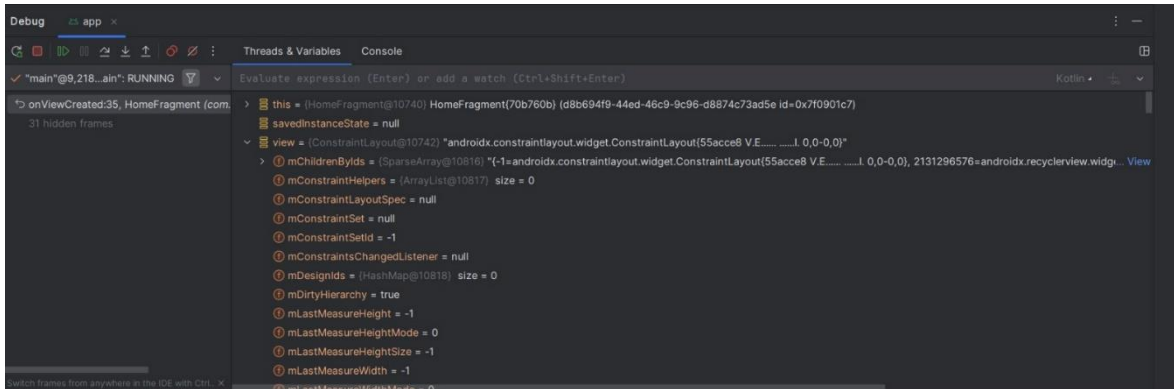 Debug app
Threads & Variables Console
"main"@9,218...ain": RUNNING
Evaluate expression (Enter) or add a watch (Ctrl+Shift+Enter)
Kotlin
onViewCreated:35, HomeFragment (com.
31 hidden frames
this = {HomeFragment@10740} HomeFragment{70b760b} (d8b694f9-44ed-46c9-9c96-d8874c73ad5e id=0x7f0901c7)
savedInstanceState = null
view = {ConstraintLayout@10742} "androidx.constraintlayout.widget.ConstraintLayout{55acce8 V.E...... ......I. 0,0-0,0}"
mChildrenByIds = {SparseArray@10816} "{-1=androidx.constraintlayout.widget.ConstraintLayout{55acce8 V.E...... ......I. 0,0-0,0}, 2131296576=androidx.recyclerview.widg... View
mConstraintHelpers = {ArrayList@10817} size = 0
mConstraintLayoutSpec = null
mConstraintSet = null
mConstraintSetId = -1
mConstraintsChangedListener = null
mDesignIds = {HashMap@10818} size = 0
mDirtyHierarchy = true
mLastMeasureHeight = -1
mLastMeasureHeightMode = 0
mLastMeasureHeightSize = -1
mLastMeasureWidth = -1
mLastMeasureWidthMode = 0
Switch frames from anywhere in the IDE with Ctrl..